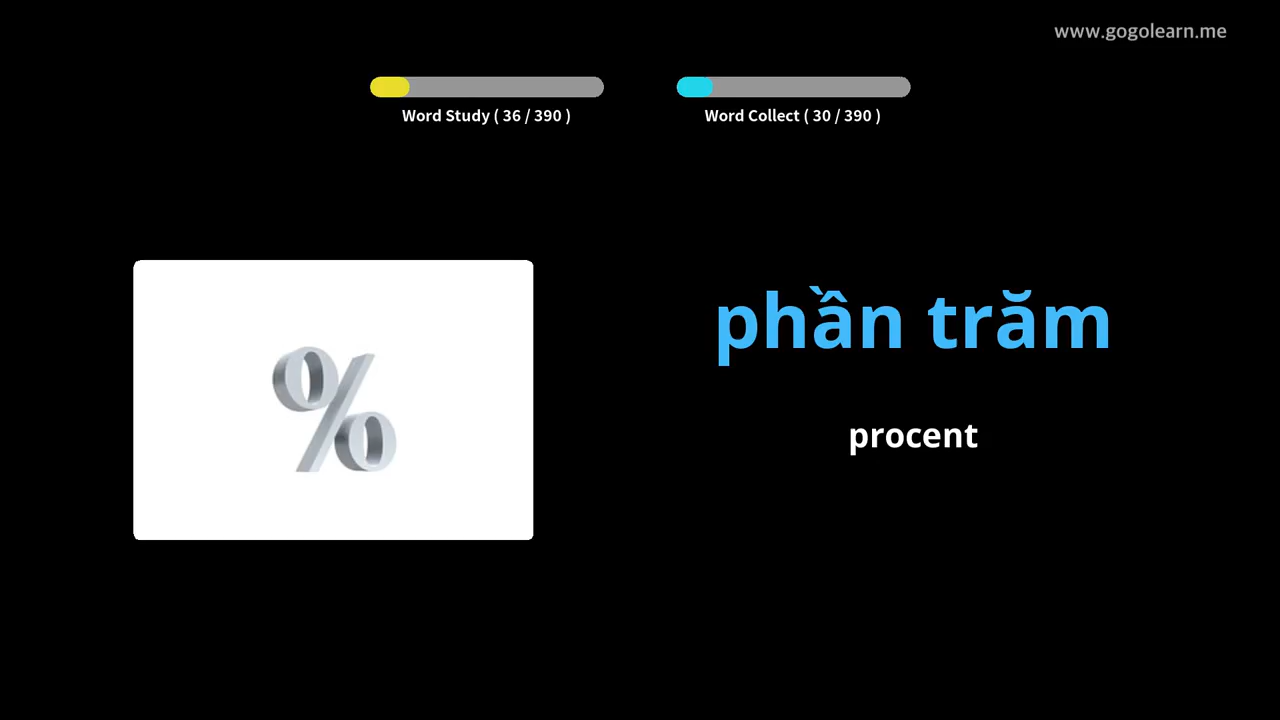 www.gogolearn.me
Word Study ( 36 / 390 )
Word Collect ( 30 / 390 )
%
phần trăm
procent